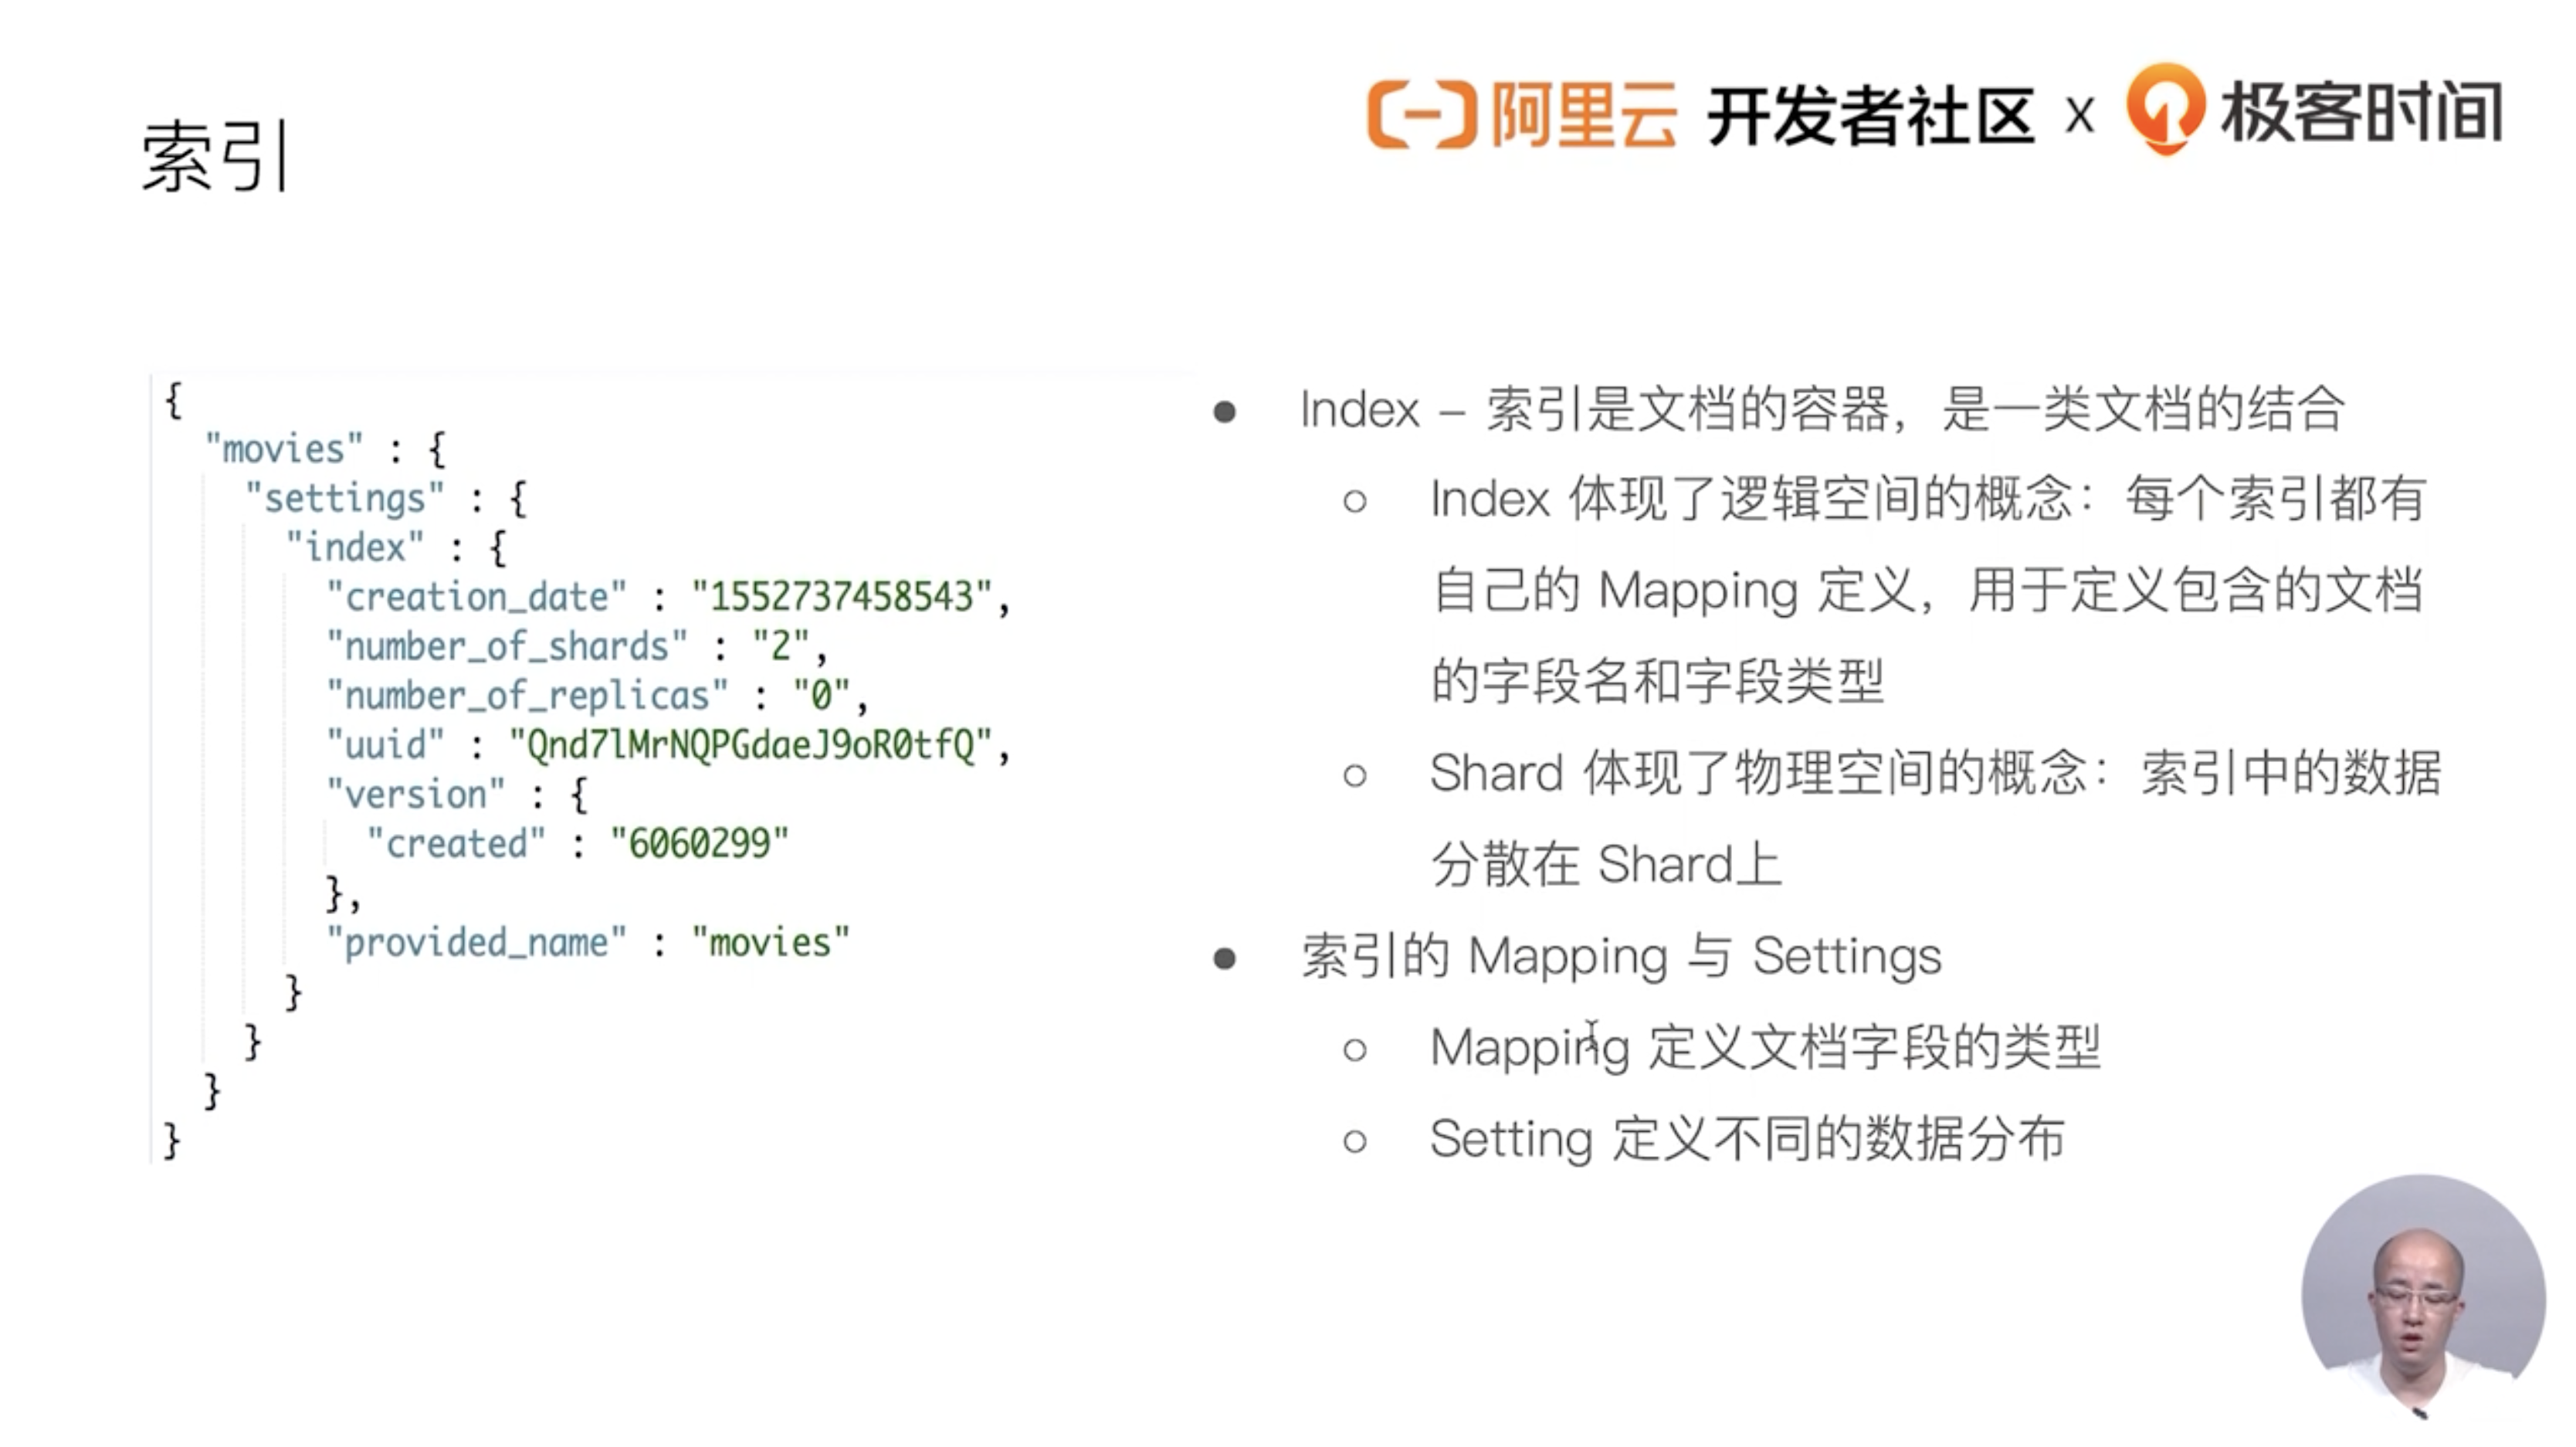 索引
阿里云 开发者社区 X 极客时间
{
"movies" : {
"settings" : {
"index" : {
"creation_date" : "1552737458543",
"number_of_shards" : "2",
"number_of_replicas" : "0",
"uuid" : "Qnd7lMrNQPGdaeJ9oR0tfQ",
"version" : {
"created" : "6060299"
},
"provided_name" : "movies"
}
}
}
}
● Index – 索引是文档的容器，是一类文档的结合
○ Index 体现了逻辑空间的概念：每个索引都有
自己的 Mapping 定义，用于定义包含的文档
的字段名和字段类型
○ Shard 体现了物理空间的概念：索引中的数据
分散在 Shard上
● 索引的 Mapping 与 Settings
○ Mapping 定义文档字段的类型
○ Setting 定义不同的数据分布